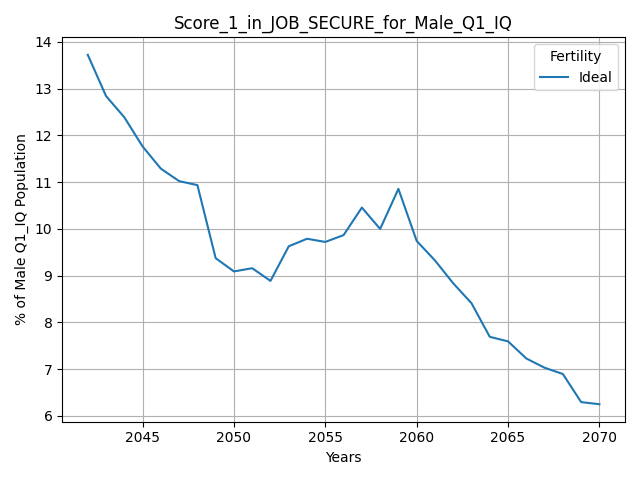 Score_1_in_JOB_SECURE_for_Male_Q1_IQ
Fertility
Ideal
% of Male Q1_IQ Population
14
13
12
11
10
9
8
7
6
2045 2050 2055 2060 2065 2070
Years